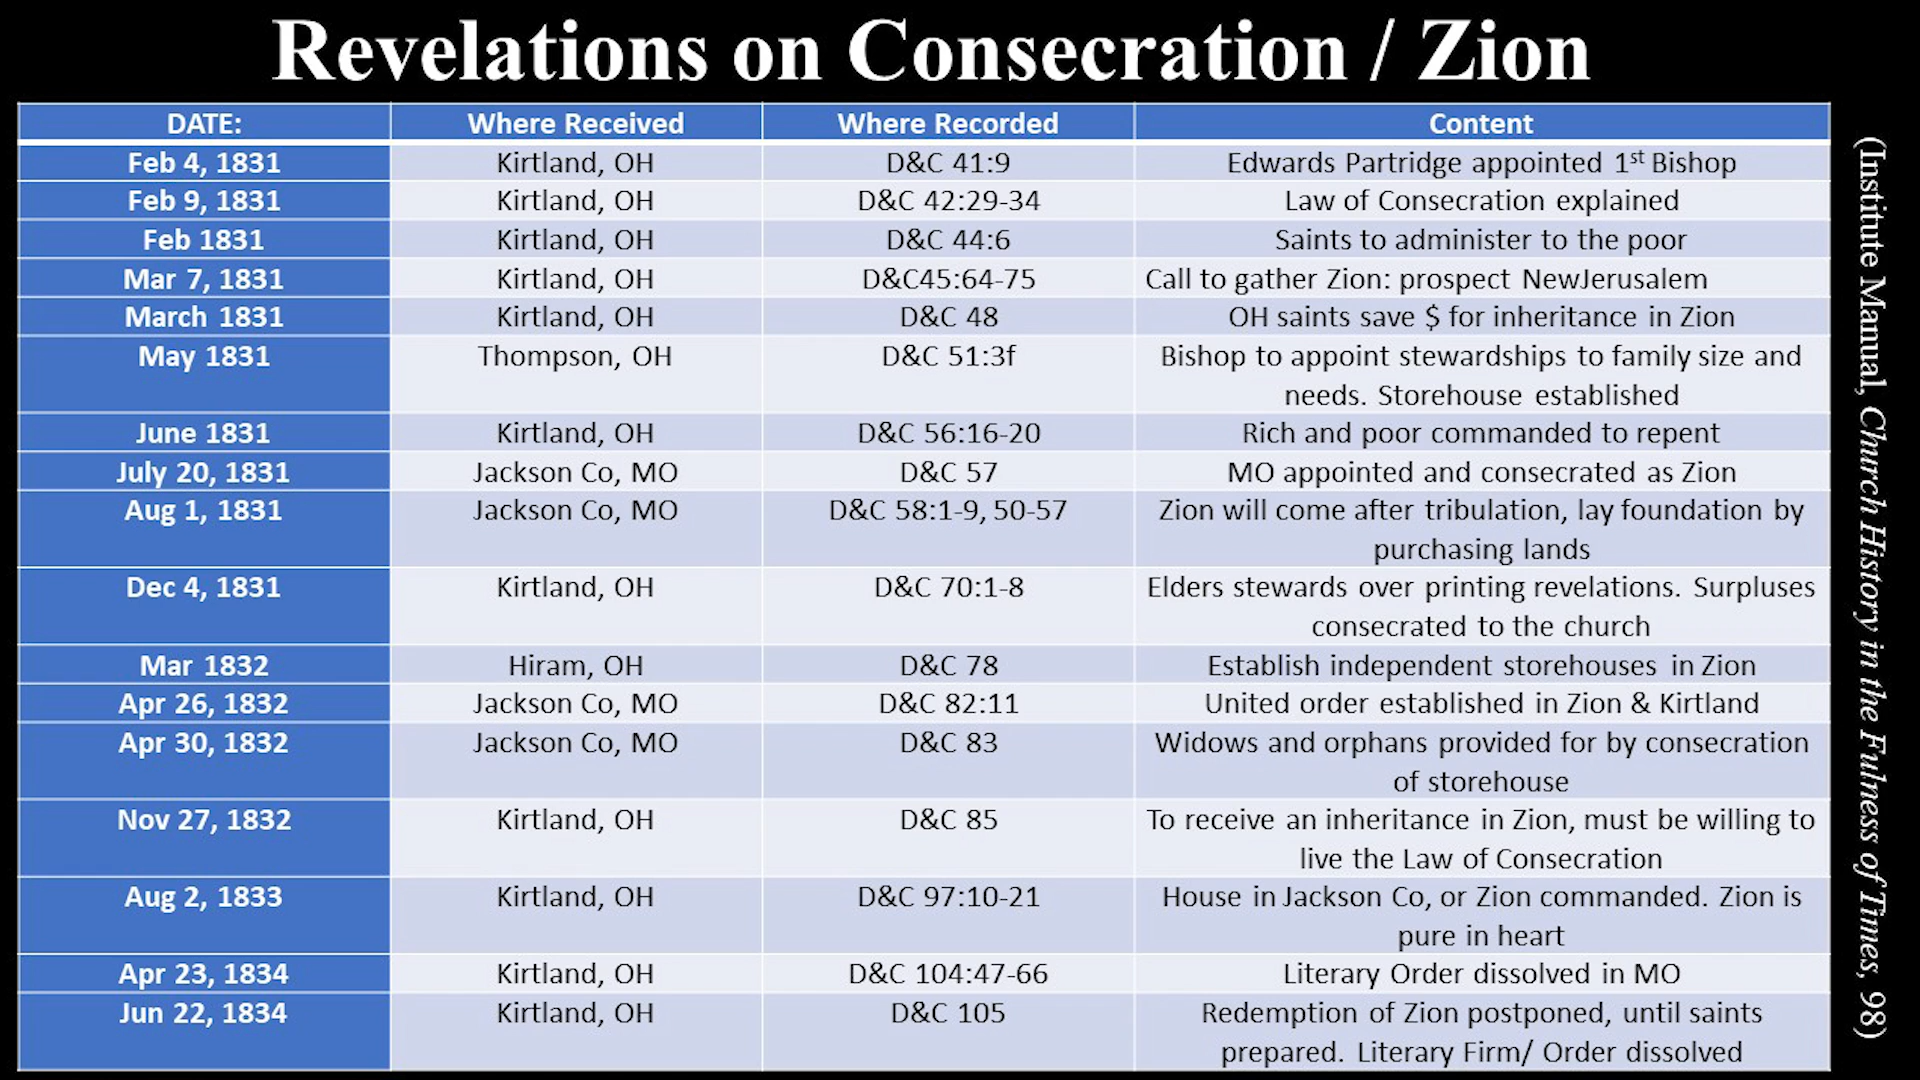 Revelations on Consecration / Zion
DATE: Where Received Where Recorded Content
Feb 4, 1831 Kirtland, OH D&C 41:9 Edwards Partridge appointed 1st Bishop
Feb 9, 1831 Kirtland, OH D&C 42:29-34 Law of Consecration explained
Feb 1831 Kirtland, OH D&C 44:6 Saints to administer to the poor
Mar 7, 1831 Kirtland, OH D&C45:64-75 Call to gather Zion: prospect NewJerusalem
March 1831 Kirtland, OH D&C 48 OH saints save $ for inheritance in Zion
May 1831 Thompson, OH D&C 51:3f Bishop to appoint stewardships to family size and
needs. Storehouse established
June 1831 Kirtland, OH D&C 56:16-20 Rich and poor commanded to repent
July 20, 1831 Jackson Co, MO D&C 57 MO appointed and consecrated as Zion
Aug 1, 1831 Jackson Co, MO D&C 58:1-9, 50-57 Zion will come after tribulation, lay foundation by
purchasing lands
Dec 4, 1831 Kirtland, OH D&C 70:1-8 Elders stewards over printing revelations. Surpluses
consecrated to the church
Mar 1832 Hiram, OH D&C 78 Establish independent storehouses in Zion
Apr 26, 1832 Jackson Co, MO D&C 82:11 United order established in Zion & Kirtland
Apr 30, 1832 Jackson Co, MO D&C 83 Widows and orphans provided for by consecration
of storehouse
Nov 27, 1832 Kirtland, OH D&C 85 To receive an inheritance in Zion, must be willing to
live the Law of Consecration
Aug 2, 1833 Kirtland, OH D&C 97:10-21 House in Jackson Co, or Zion commanded. Zion is
pure in heart
Apr 23, 1834 Kirtland, OH D&C 104:47-66 Literary Order dissolved in MO
Jun 22, 1834 Kirtland, OH D&C 105 Redemption of Zion postponed, until saints
prepared. Literary Firm/ Order dissolved
(Institute Manual, Church History in the Fulness of Times, 98)